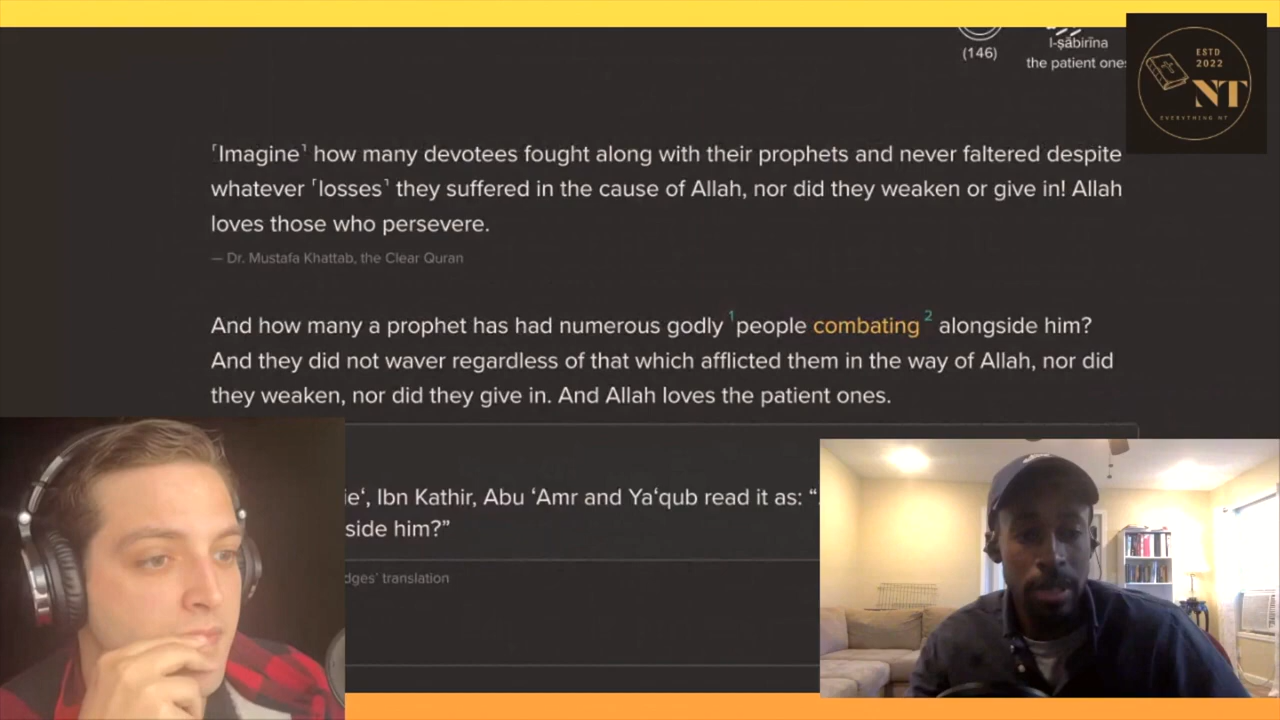 (146)
l-ṣābirīna
the patient ones
ESTD
2022
NT
EVERYTHING NT
⸢Imagine⸣ how many devotees fought along with their prophets and never faltered despite
whatever ⸢losses⸣ they suffered in the cause of Allah, nor did they weaken or give in! Allah
loves those who persevere.
— Dr. Mustafa Khattab, the Clear Quran
And how many a prophet has had numerous godly ¹people combating ² alongside him?
And they did not waver regardless of that which afflicted them in the way of Allah, nor did
they weaken, nor did they give in. And Allah loves the patient ones.
ie‘, Ibn Kathir, Abu ‘Amr and Ya‘qub read it as: “
side him?”
dges’ translation